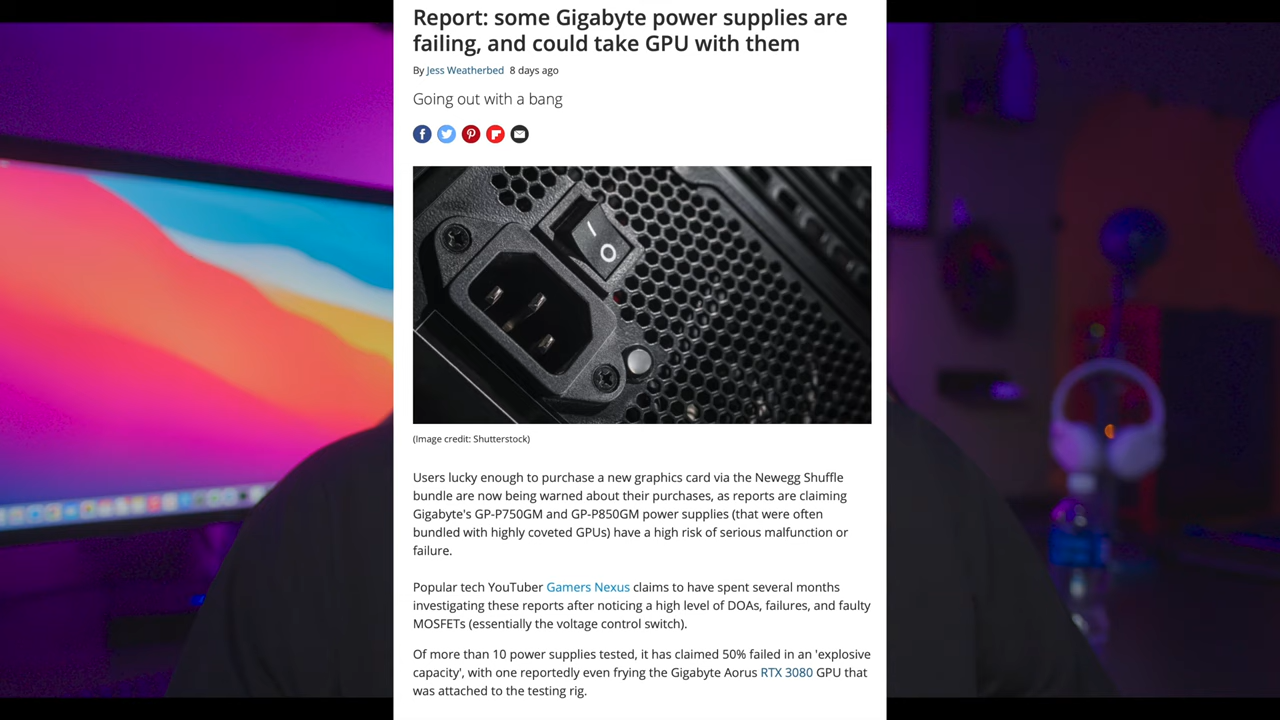 Report: some Gigabyte power supplies are
failing, and could take GPU with them
By Jess Weatherbed 8 days ago
Going out with a bang
(Image credit: Shutterstock)
Users lucky enough to purchase a new graphics card via the Newegg Shuffle
bundle are now being warned about their purchases, as reports are claiming
Gigabyte's GP-P750GM and GP-P850GM power supplies (that were often
bundled with highly coveted GPUs) have a high risk of serious malfunction or
failure.
Popular tech YouTuber Gamers Nexus claims to have spent several months
investigating these reports after noticing a high level of DOAs, failures, and faulty
MOSFETs (essentially the voltage control switch).
Of more than 10 power supplies tested, it has claimed 50% failed in an 'explosive
capacity', with one reportedly even frying the Gigabyte Aorus RTX 3080 GPU that
was attached to the testing rig.